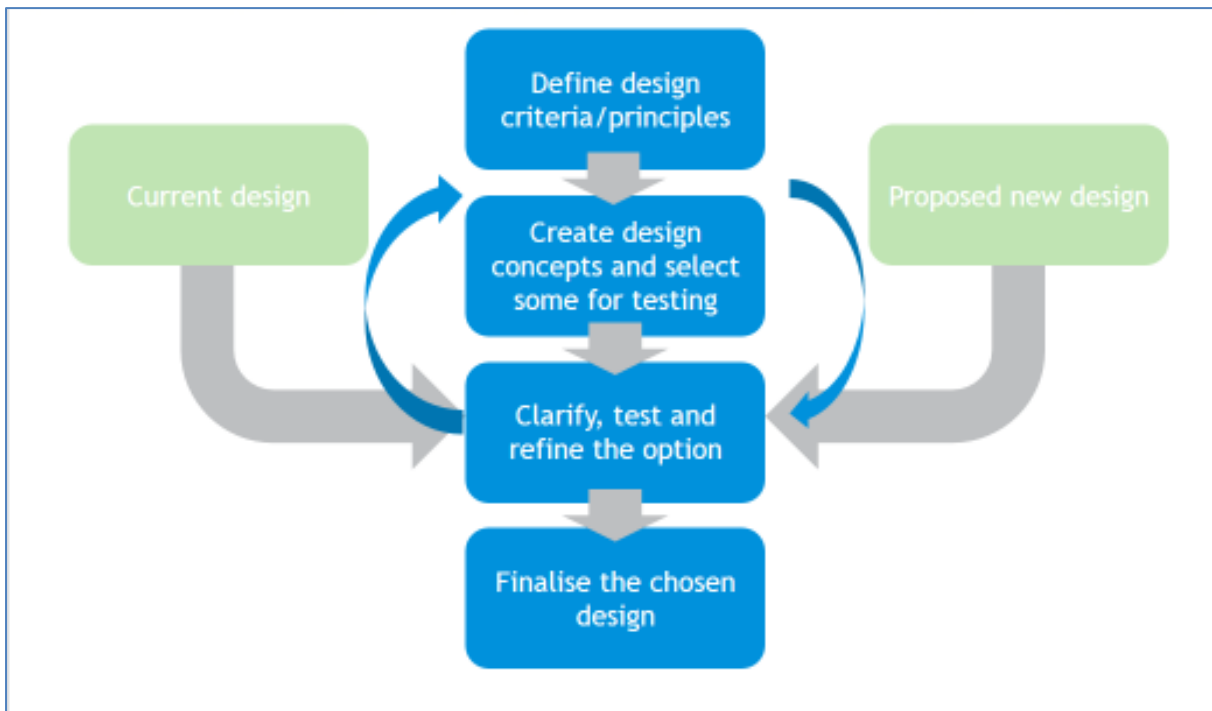 Define design
criteria/principles
Current design
Proposed new design
Create design
concepts and select
some for testing
Clarify, test and
refine the option
Finalise the chosen
design